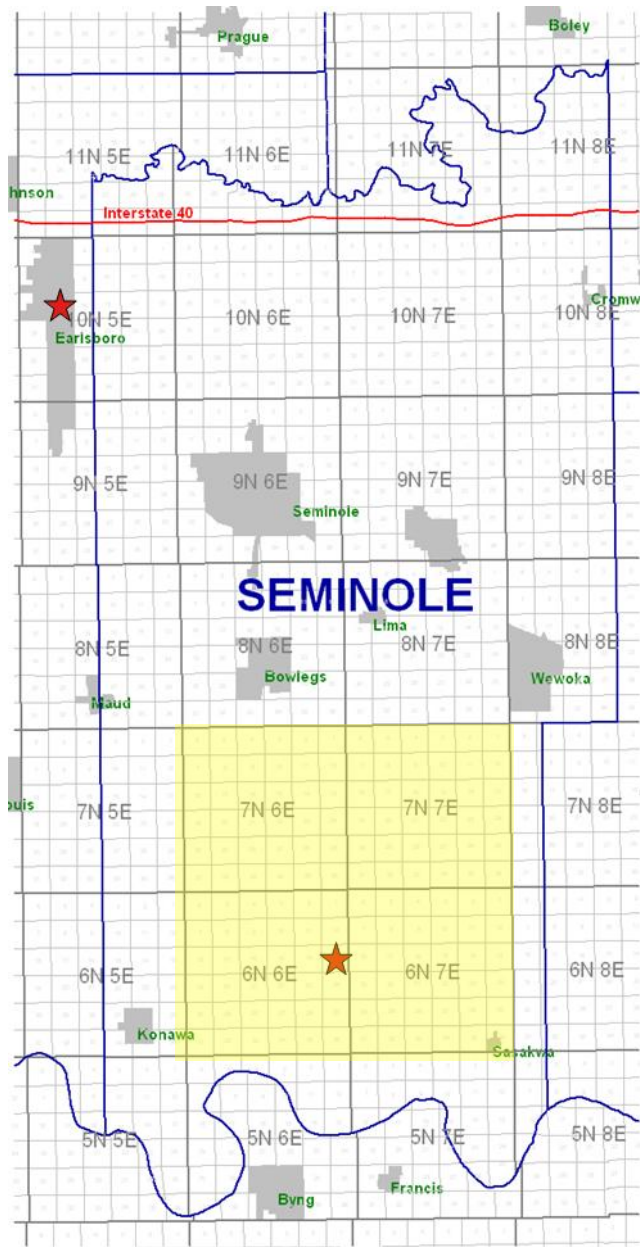 Prague
Boley
11N 5E
11N 6E
11N 7E
11N 8E
hnson
Interstate 40
10N 5E
10N 6E
10N 7E
10N 8E
Cromw
Earlsboro
9N 5E
9N 6E
9N 7E
9N 8E
Seminole
SEMINOLE
Lima
8N 5E
8N 6E
8N 7E
8N 8E
Bowlegs
Wewoka
Maud
ouis
7N 5E
7N 6E
7N 7E
7N 8E
6N 5E
6N 6E
6N 7E
6N 8E
Konawa
Sasakwa
5N 5E
5N 6E
5N 7E
5N 8E
Byng
Francis